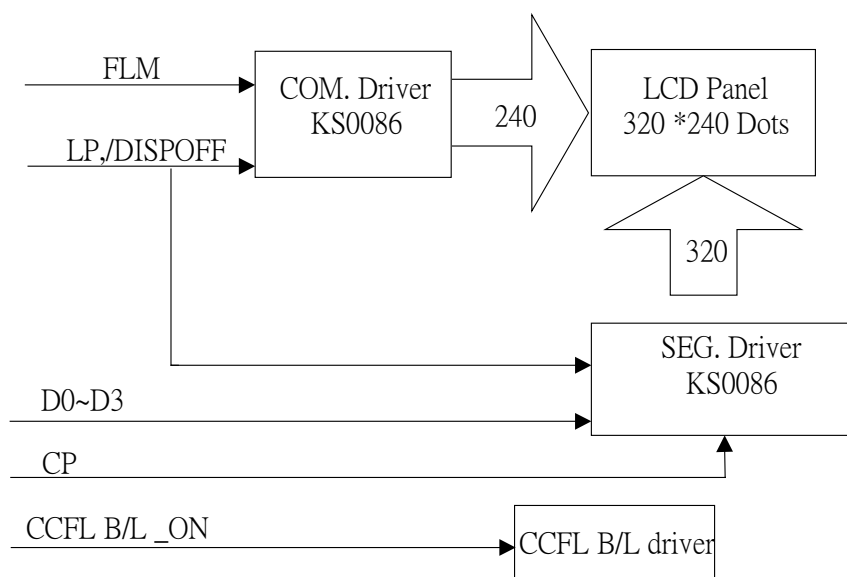 FLM
COM. Driver
KS0086
240
LCD Panel
320 *240 Dots
LP,/DISPOFF
320
SEG. Driver
KS0086
D0~D3
CP
CCFL B/L _ON
CCFL B/L driver